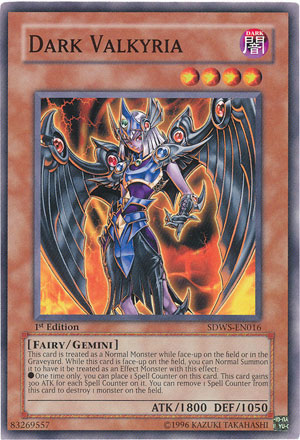 DARK VALKYRIA
DARK
闇
1st Edition
SDWS-EN016
[FAIRY/GEMINI]
This card is treated as a Normal Monster while face-up on the field or in the
Graveyard. While this card is face-up on the field, you can Normal Summon
it to have it be treated as an Effect Monster with this effect:
●One time only, you can place 1 Spell Counter on this card. This card gains
300 ATK for each Spell Counter on it. You can remove 1 Spell Counter from
this card to destroy 1 monster on the field.
ATK/1800 DEF/1050
83269557
©1996 KAZUKI TAKAHASHI